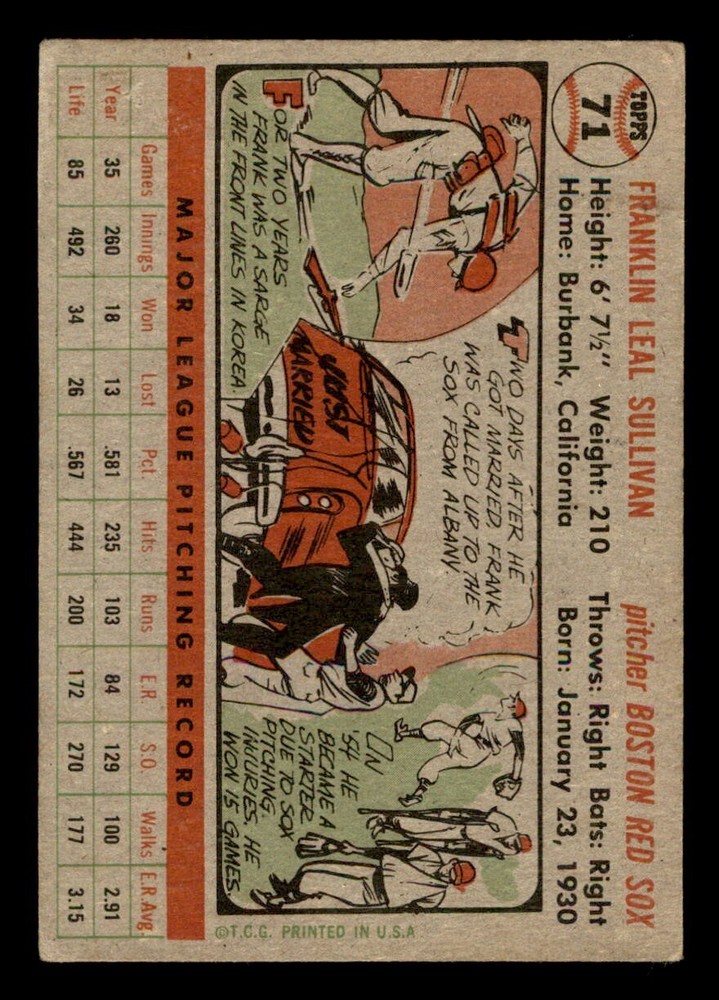 TOPPS
71
FRANKLIN LEAL SULLIVAN pitcher BOSTON RED SOX
Height: 6' 7½" Weight: 210 Throws: Right Bats: Right
Home: Burbank, California Born: January 23, 1930
FOR TWO YEARS
FRANK WAS A SARGE
IN THE FRONT LINES IN KOREA.
TWO DAYS AFTER HE
GOT MARRIED, FRANK
WAS CALLED UP TO THE
SOX FROM ALBANY.
JUST
MARRIED
IN
'54 HE
BECAME A
STARTER
DUE TO SOX
PITCHING
INJURIES, HE
WON 15 GAMES.
©T.C.G. PRINTED IN U.S.A
MAJOR LEAGUE PITCHING RECORD
Games Innings Won Lost Pct. Hits Runs E.R. S.O. Walks E.R.Avg.
Year 35 260 18 13 .581 235 103 84 129 100 2.91
Life 85 492 34 26 .567 444 200 172 270 177 3.15